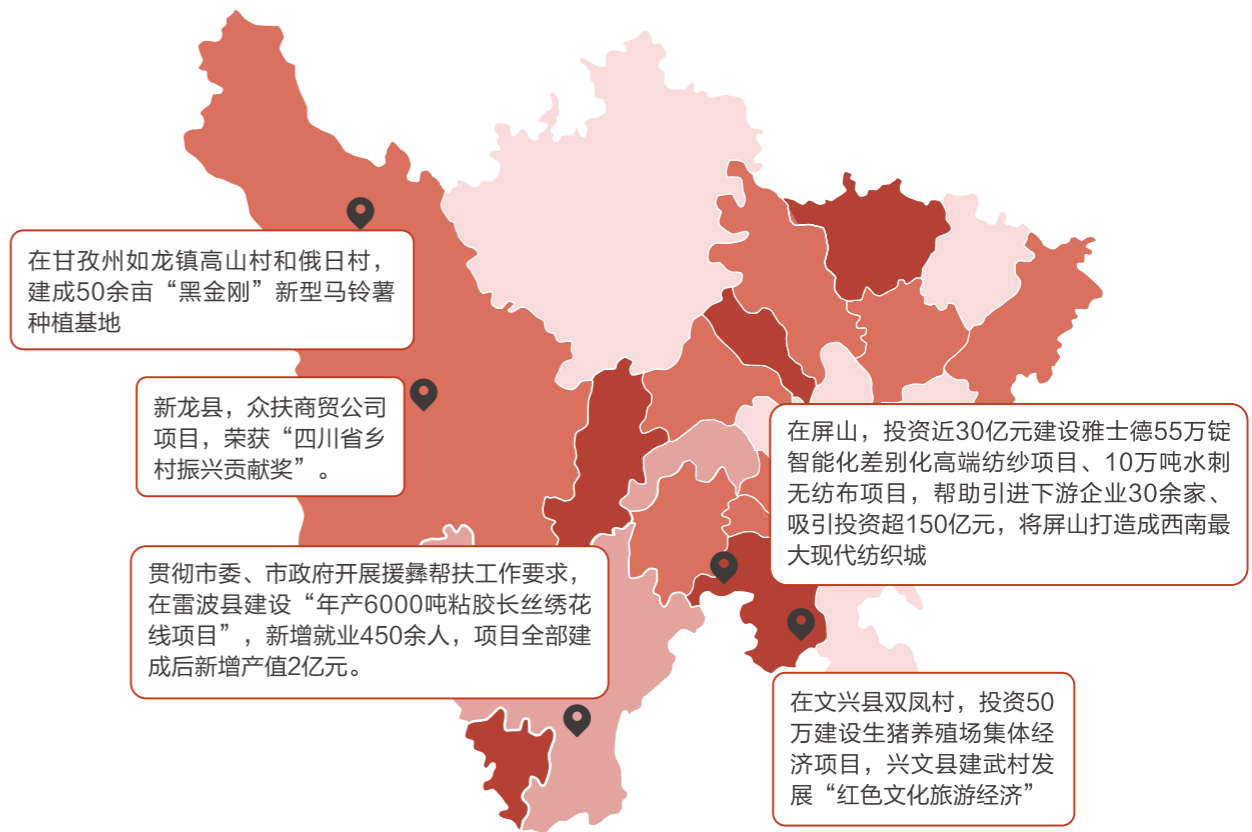 在甘孜州如龙镇高山村和俄日村，
建成50余亩“黑金刚”新型马铃薯
种植基地
新龙县，众扶商贸公司
项目，荣获“四川省乡
村振兴贡献奖”。
贯彻市委、市政府开展援彝帮扶工作要求，
在雷波县建设“年产6000吨粘胶长丝绣花
线项目”，新增就业450余人，项目全部建
成后新增产值2亿元。
在屏山，投资近30亿元建设雅士德55万锭
智能化差别化高端纺纱项目、10万吨水刺
无纺布项目，帮助引进下游企业30余家、
吸引投资超150亿元，将屏山打造成西南最
大现代纺织城
在文兴县双凤村，投资50
万建设生猪养殖场集体经
济项目，兴文县建武村发
展“红色文化旅游经济”